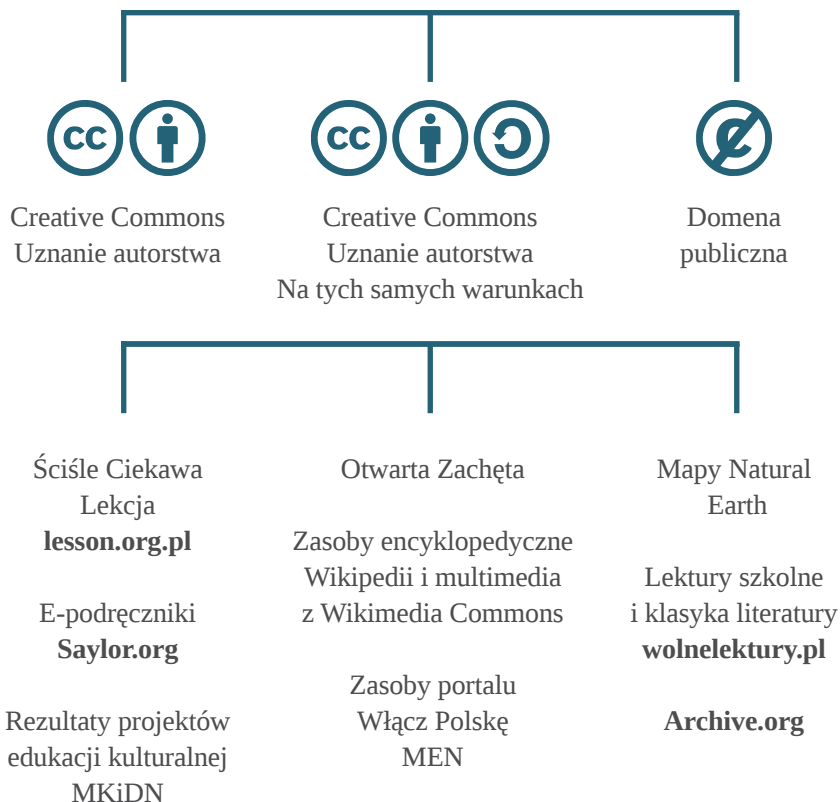 cc
cc
Creative Commons
Uznanie autorstwa
Creative Commons
Uznanie autorstwa
Na tych samych warunkach
Domena
publiczna
Ściśle Ciekawa
Lekcja
lesson.org.pl
E-podręczniki
Saylor.org
Rezultaty projektów
edukacji kulturalnej
MKiDN
Otwarta Zachęta
Zasoby encyklopedyczne
Wikipedii i multimedia
z Wikimedia Commons
Zasoby portalu
Włącz Polskę
MEN
Mapy Natural
Earth
Lektury szkolne
i klasyka literatury
wolnelektury.pl
Archive.org